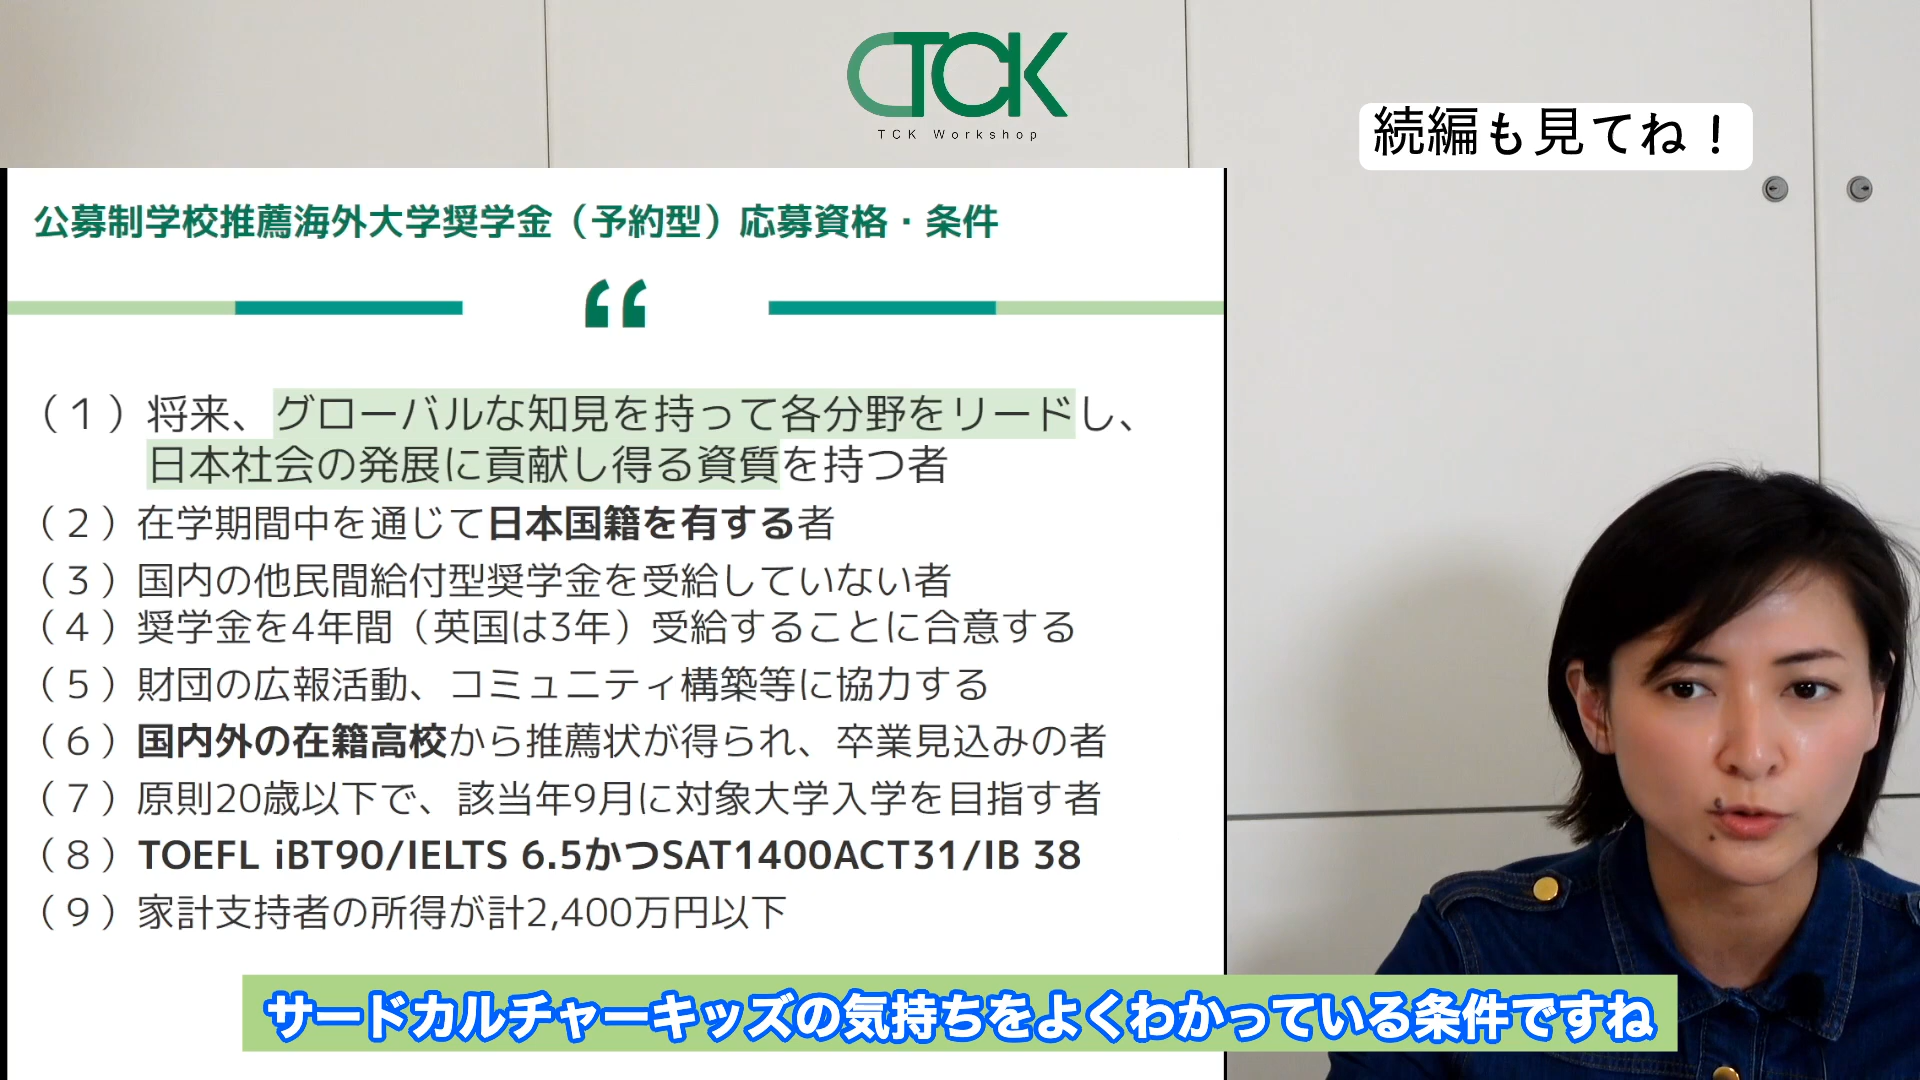 TCK
TCK Workshop
続編も見てね！
公募制学校推薦海外大学奨学金（予約型）応募資格・条件
（1）将来、グローバルな知見を持って各分野をリードし、
日本社会の発展に貢献し得る資質を持つ者
（2）在学期間中を通じて日本国籍を有する者
（3）国内の他民間給付型奨学金を受給していない者
（4）奨学金を4年間（英国は3年）受給することに合意する
（5）財団の広報活動、コミュニティ構築等に協力する
（6）国内外の在籍高校から推薦状が得られ、卒業見込みの者
（7）原則20歳以下で、該当年9月に対象大学入学を目指す者
（8）TOEFL iBT90/IELTS 6.5かつSAT1400ACT31/IB 38
（9）家計支持者の所得が計2,400万円以下
サードカルチャーキッズの気持ちをよくわかっている条件ですね